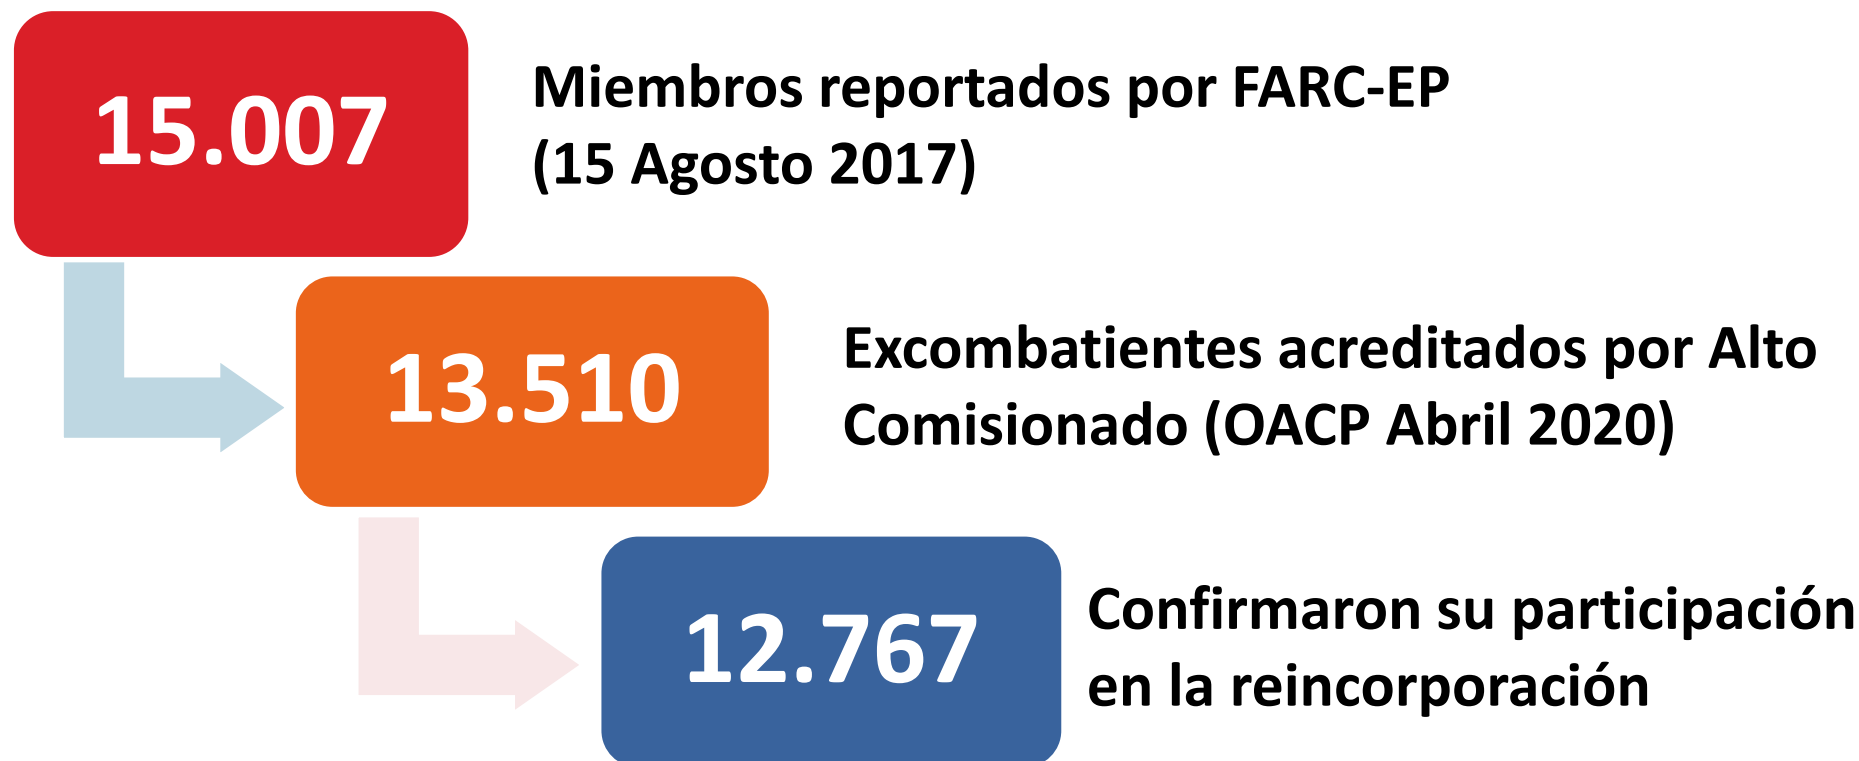 15.007
Miembros reportados por FARC-EP
(15 Agosto 2017)
13.510
Excombatientes acreditados por Alto
Comisionado (OACP Abril 2020)
12.767
Confirmaron su participación
en la reincorporación